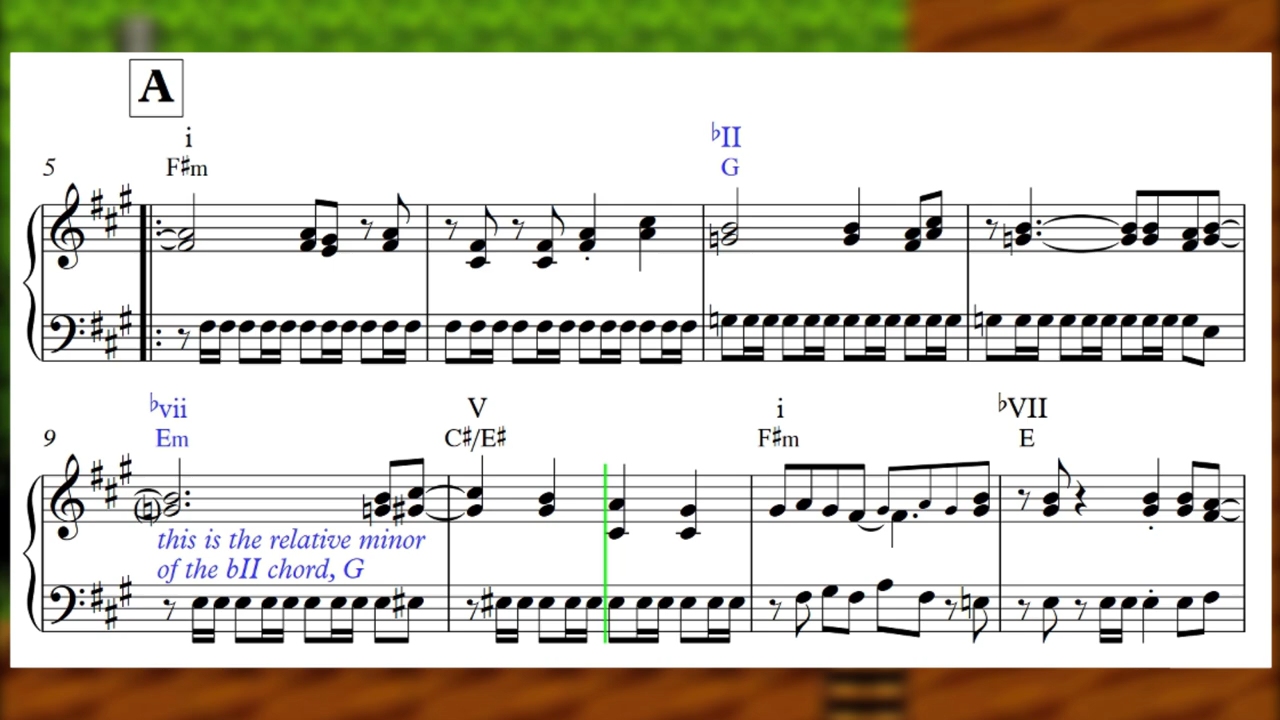 A
i ♭II
5 F♯m G
♭vii V i ♭VII
9 Em C♯/E♯ F♯m E
this is the relative minor
of the bII chord, G